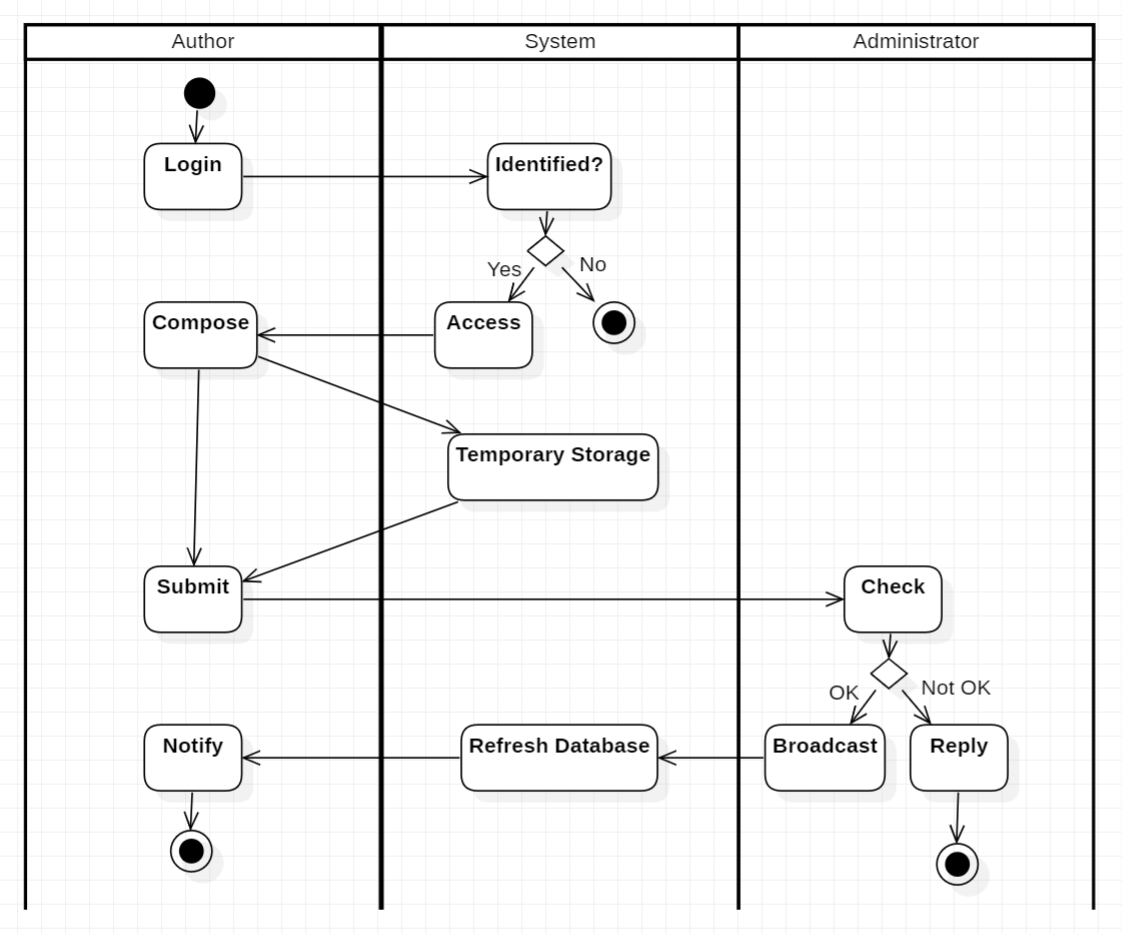 Author
System
Administrator
Login
Identified?
Yes
No
Compose
Access
Temporary Storage
Submit
Check
OK
Not OK
Notify
Refresh Database
Broadcast
Reply